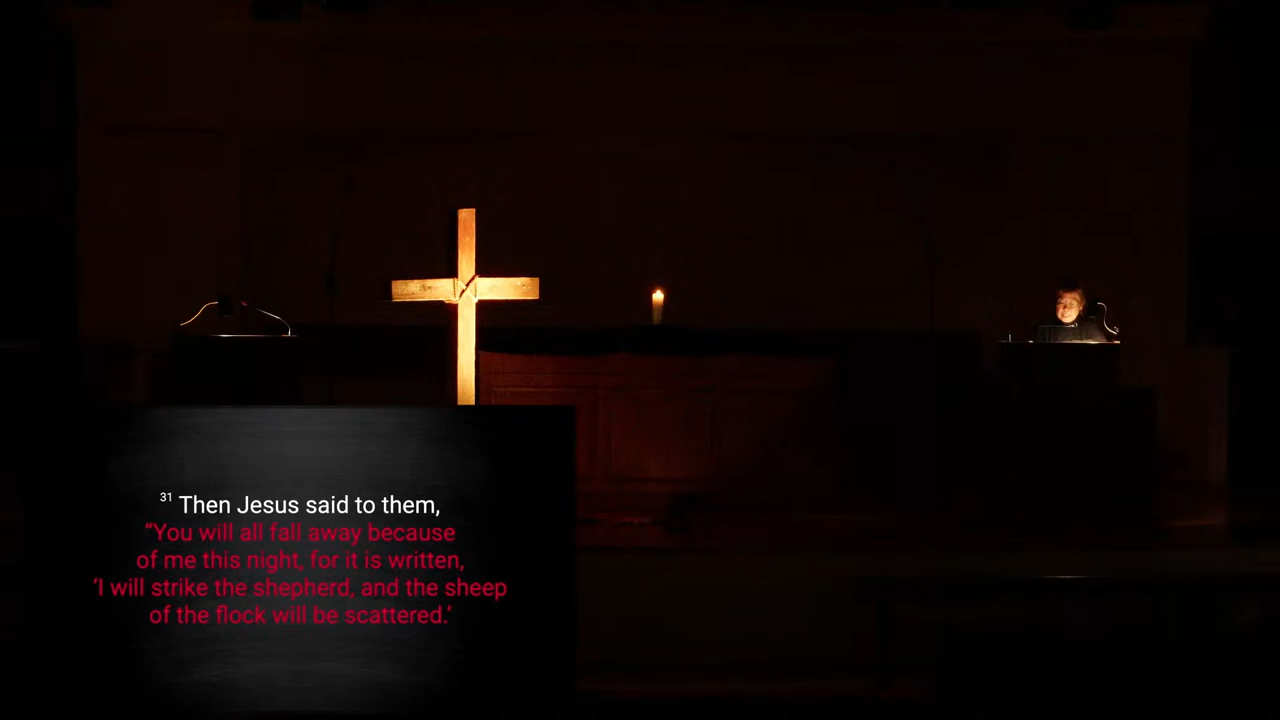 31 Then Jesus said to them,
“You will all fall away because
of me this night, for it is written,
‘I will strike the shepherd, and the sheep
of the flock will be scattered.’